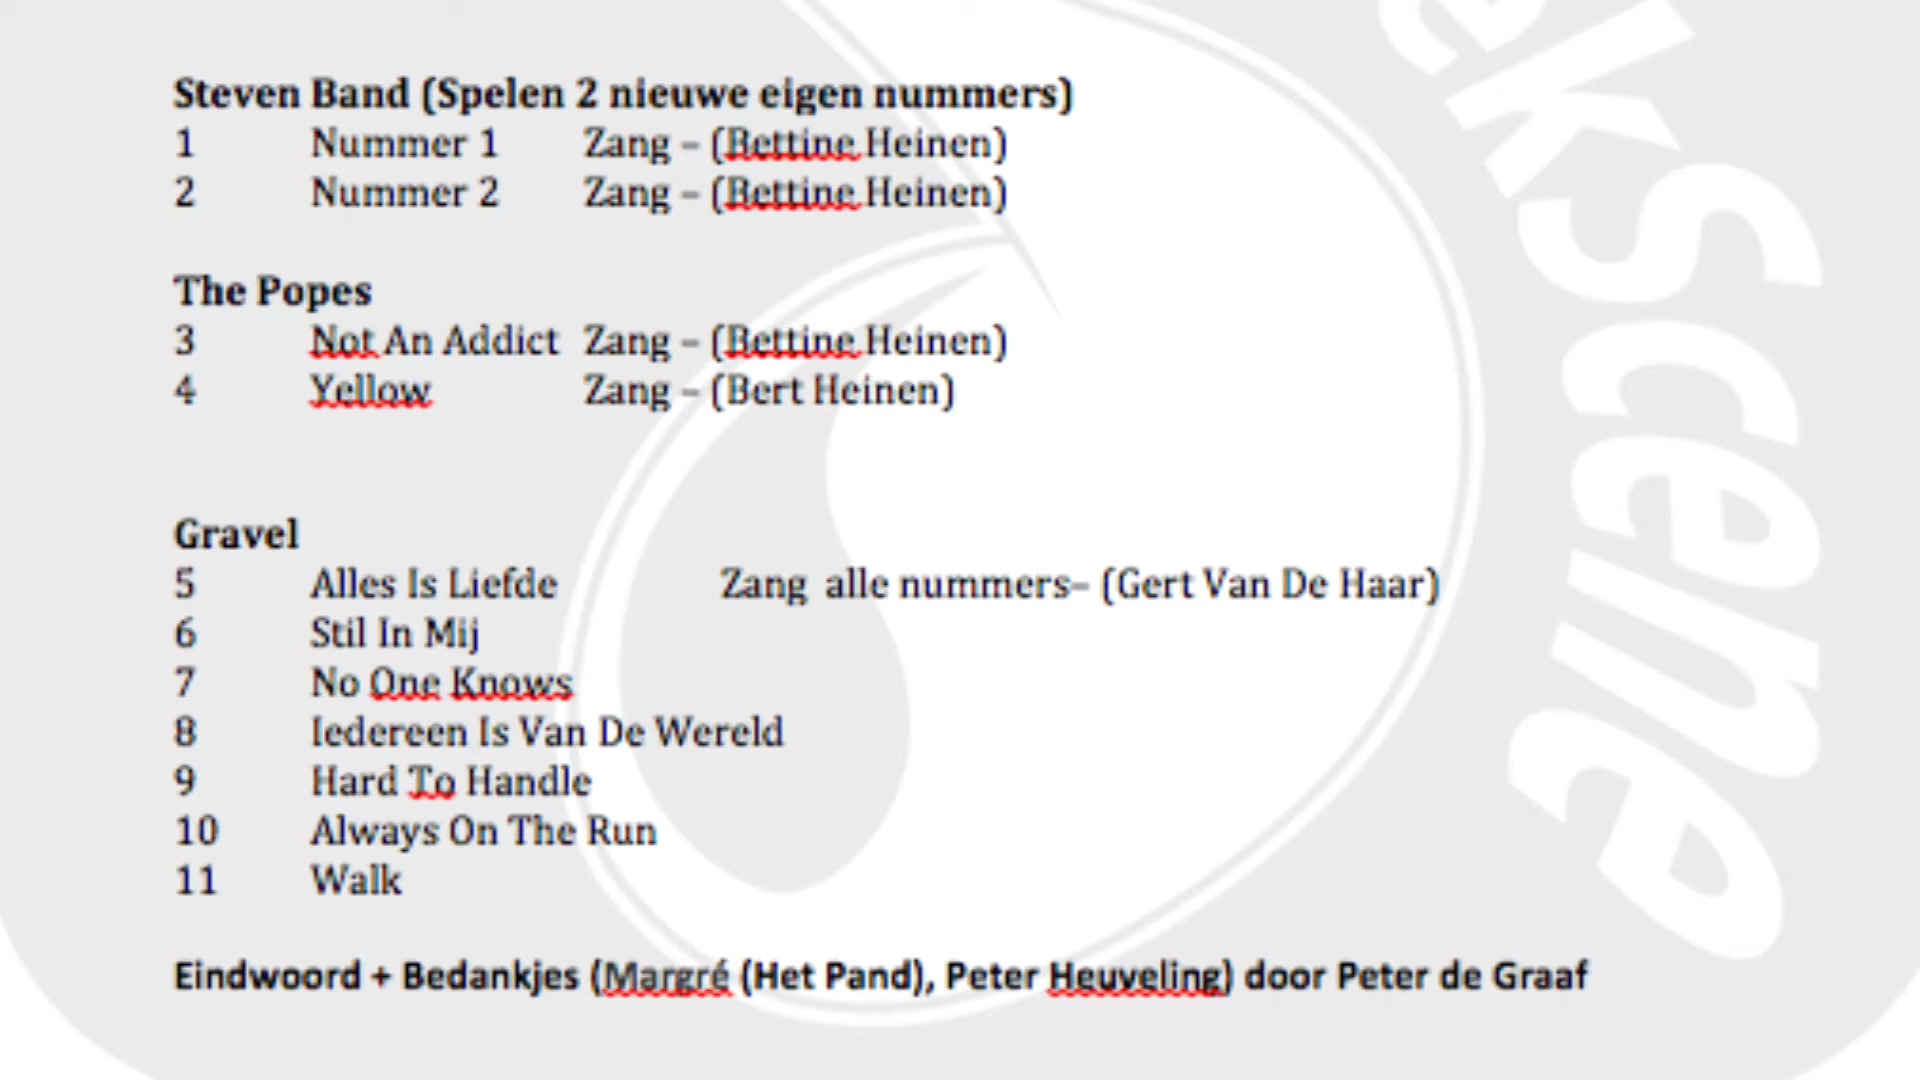 Steven Band (Spelen 2 nieuwe eigen nummers)
1 Nummer 1 Zang – (Bettine Heinen)
2 Nummer 2 Zang – (Bettine Heinen)
The Popes
3 Not An Addict Zang – (Bettine Heinen)
4 Yellow Zang – (Bert Heinen)
Gravel
5 Alles Is Liefde Zang alle nummers– (Gert Van De Haar)
6 Stil In Mij
7 No One Knows
8 Iedereen Is Van De Wereld
9 Hard To Handle
10 Always On The Run
11 Walk
Eindwoord + Bedankjes (Margré (Het Pand), Peter Heuveling) door Peter de Graaf
ekScene